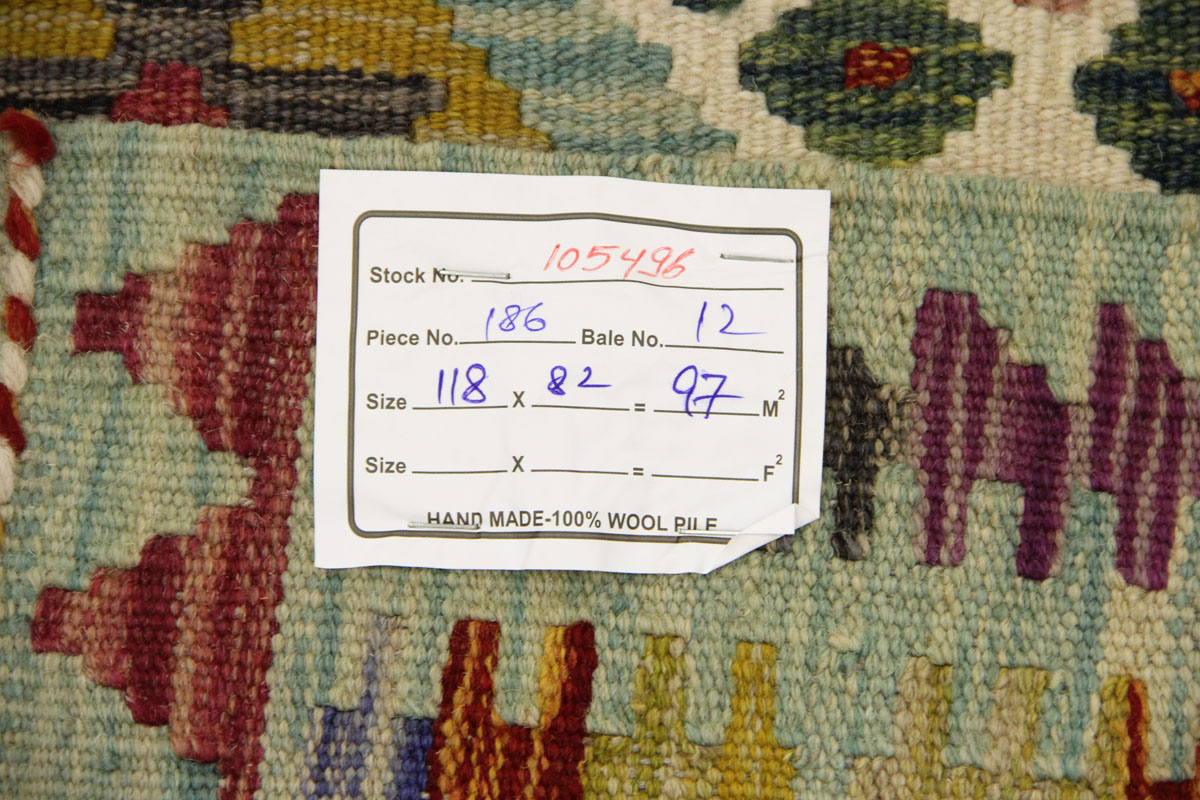 Stock No. 105496
Piece No. 186 Bale No. 12
Size 118 X 82 = 97 M²
Size X = F²
HAND MADE-100% WOOL PILE